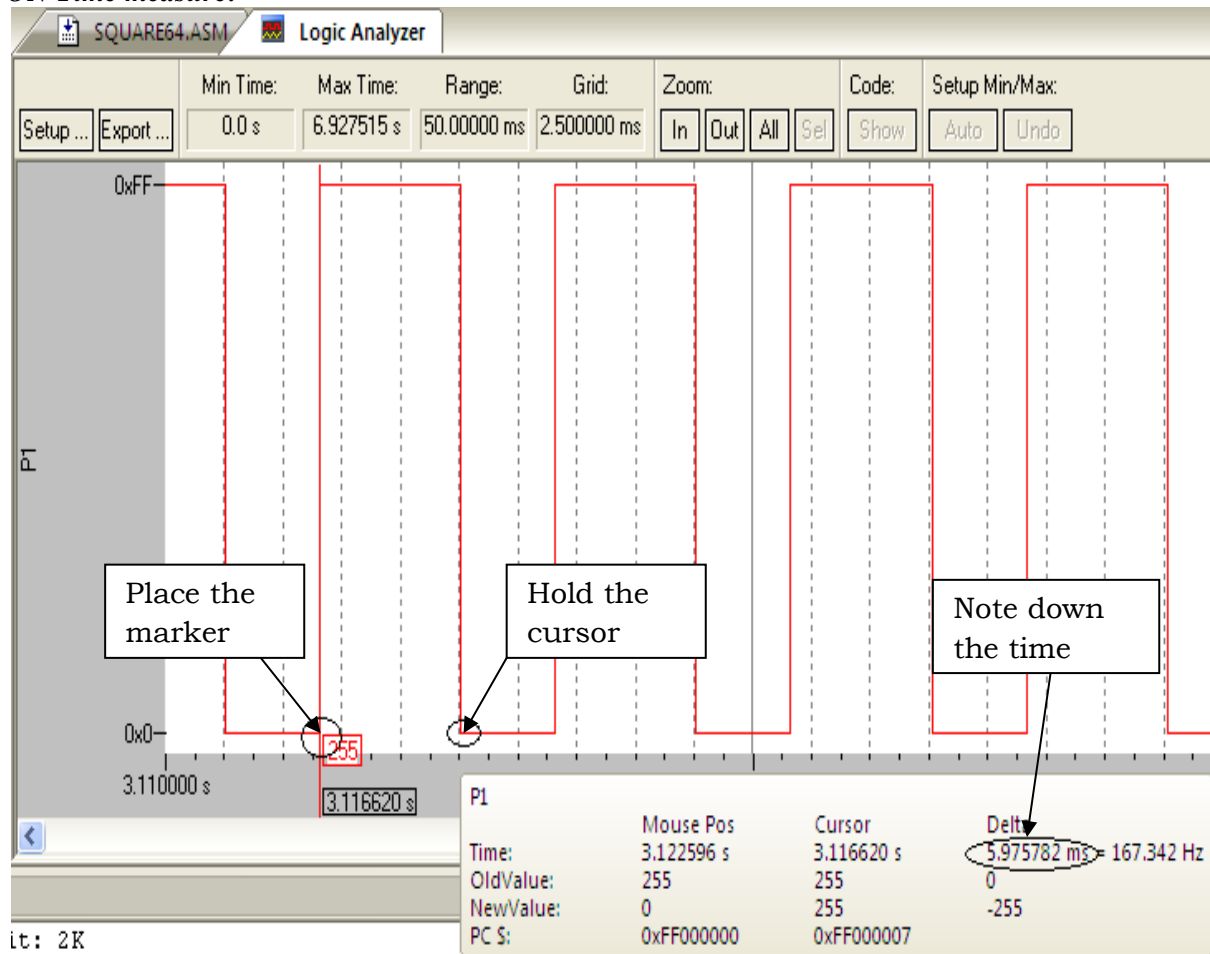 SQUARE64.ASM Logic Analyzer
Min Time: Max Time: Range: Grid: Zoom: Code: Setup Min/Max:
Setup ... Export ... 0.0 s 6.927515 s 50.00000 ms 2.500000 ms In Out All Sel Show Auto Undo
0xFF
P1
Place the
marker
Hold the
cursor
Note down
the time
0x0
255
3.110000 s
3.116620 s
P1
Mouse Pos Cursor Delta
Time: 3.122596 s 3.116620 s 5.975782 ms = 167.342 Hz
OldValue: 255 255 0
NewValue: 0 255 -255
PC $: 0xFF000000 0xFF000007
it: 2K